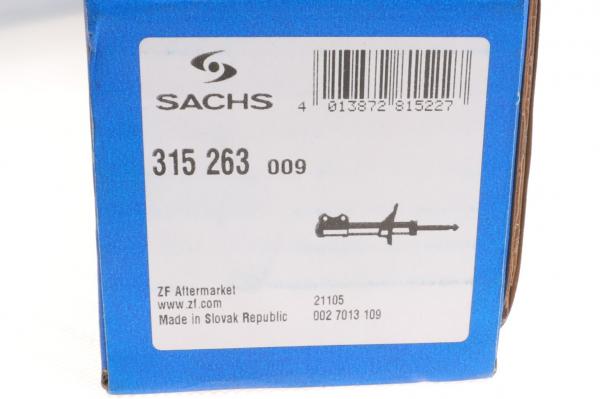 SACHS
4 013872 815227
315 263 009
ZF Aftermarket
www.zf.com
Made in Slovak Republic
21105
002 7013 109